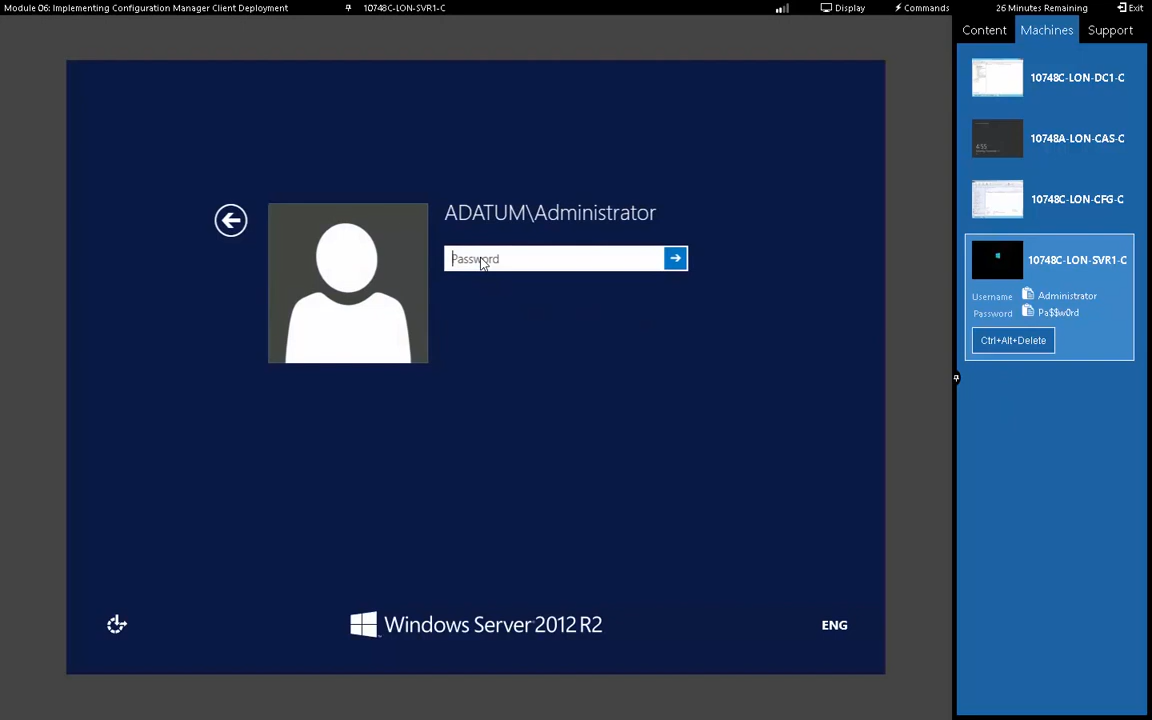 Module 06: Implementing Configuration Manager Client Deployment
10748C-LON-SVR1-C
Display
Commands
26 Minutes Remaining
Exit
Content
Machines
Support
10748C-LON-DC1-C
10748A-LON-CAS-C
4:55
10748C-LON-CFG-C
10748C-LON-SVR1-C
Username Administrator
Password Pa$$w0rd
Ctrl+Alt+Delete
ADATUM\Administrator
Password
Windows Server 2012 R2
ENG